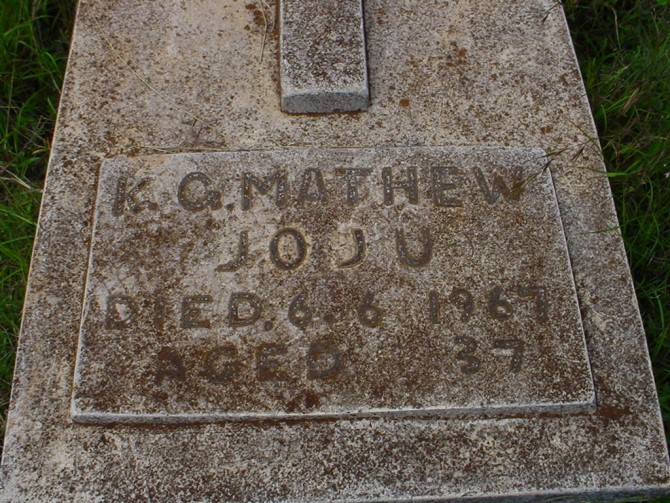 K. G. MATHEW
JOJU
DIED. 6.6 1967
AGED 37